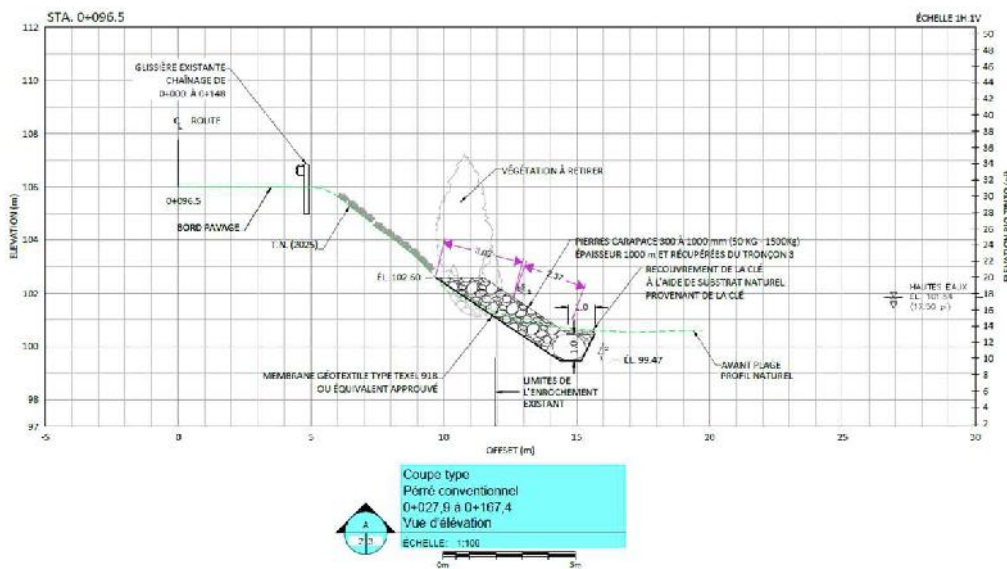 STA. 0+096.5
ÉCHELLE 1H.1V
GLISSIÈRE EXISTANTE
CHAÎNAGE DE
0+000 À 0+148
ROUTE
0+096.5
BORD PAVAGE
T.N. (2025)
VÉGÉTATION À RETIRER
PIERRES CARAPACE 300 À 1000 mm (50 KG - 1500Kg)
ÉPAISSEUR 1000 m ET RÉCUPÉRÉES DU TRONÇON 3
RECOUVREMENT DE LA CLÉ
À L'AIDE DE SUBSTRAT NATUREL
PROVENANT DE LA CLÉ
ÉL. 102.60
2.37
1.0
1.0
HAUTES EAUX
ÉL. 99.47
AVANT PLAGE
PROFIL NATUREL
MEMBRANE GÉOTEXTILE TYPE TEXEL 918
OU ÉQUIVALENT APPROUVÉ
LIMITES DE
L'ENROCHEMENT
EXISTANT
ELEVATION (m)
112
110
108
106
104
102
100
98
97
50
48
46
44
42
40
38
36
34
32
30
28
26
24
22
20
18
16
14
12
10
8
6
4
2
-5
0
5
10
15
20
25
30
OFFSET (m)
Coupe type
Pérré conventionnel
0+027,9 à 0+167,4
Vue d'élévation
ÉCHELLE: 1:100
A
0m
5m